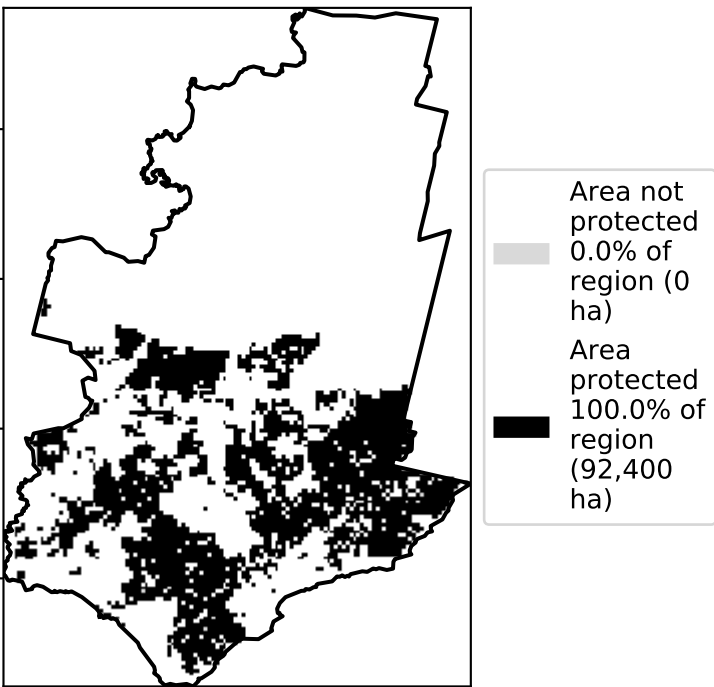 Area not
protected
0.0% of
region (0
ha)
Area
protected
100.0% of
region
(92,400
ha)